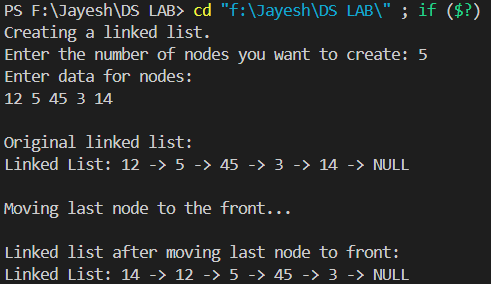 PS F:\Jayesh\DS LAB> cd "f:\Jayesh\DS LAB\" ; if ($?)
Creating a linked list.
Enter the number of nodes you want to create: 5
Enter data for nodes:
12 5 45 3 14
Original linked list:
Linked List: 12 -> 5 -> 45 -> 3 -> 14 -> NULL
Moving last node to the front...
Linked list after moving last node to front:
Linked List: 14 -> 12 -> 5 -> 45 -> 3 -> NULL